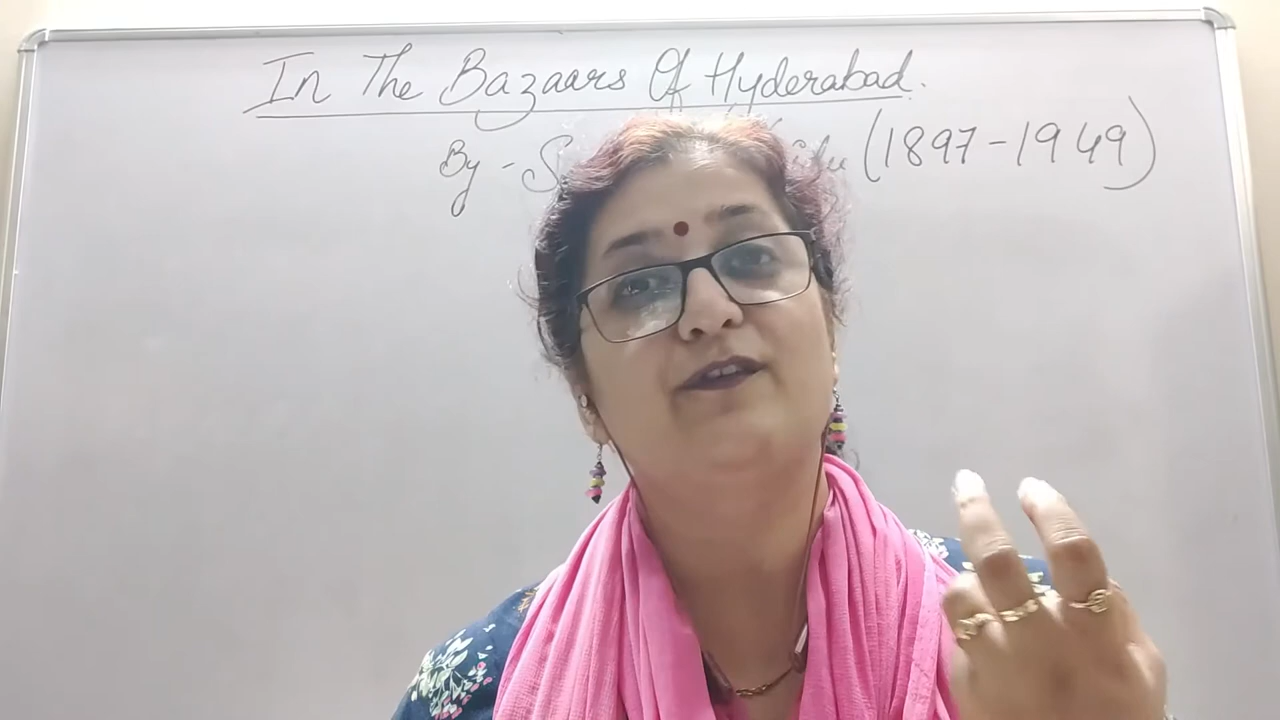 In The Bazaars Of Hyderabad.
By - (1897-1949)